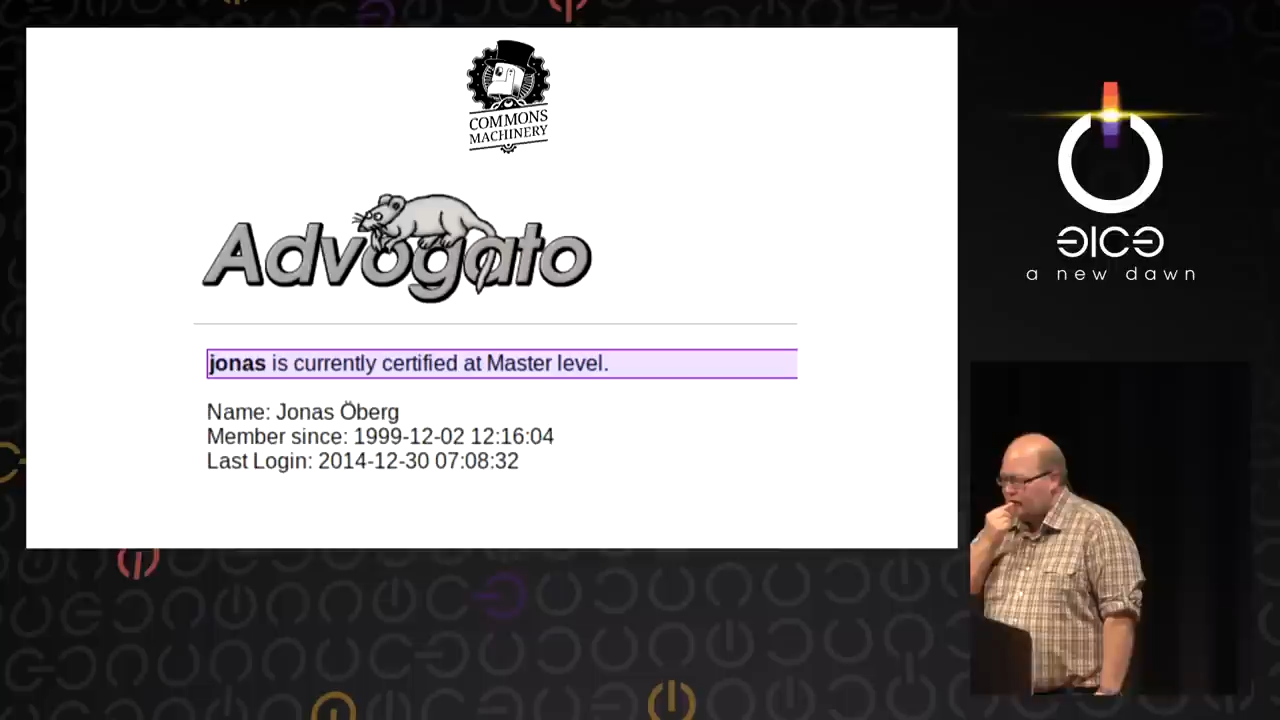 COMMONS
MACHINERY
Advogato
jonas is currently certified at Master level.
Name: Jonas Öberg
Member since: 1999-12-02 12:16:04
Last Login: 2014-12-30 07:08:32
a new dawn